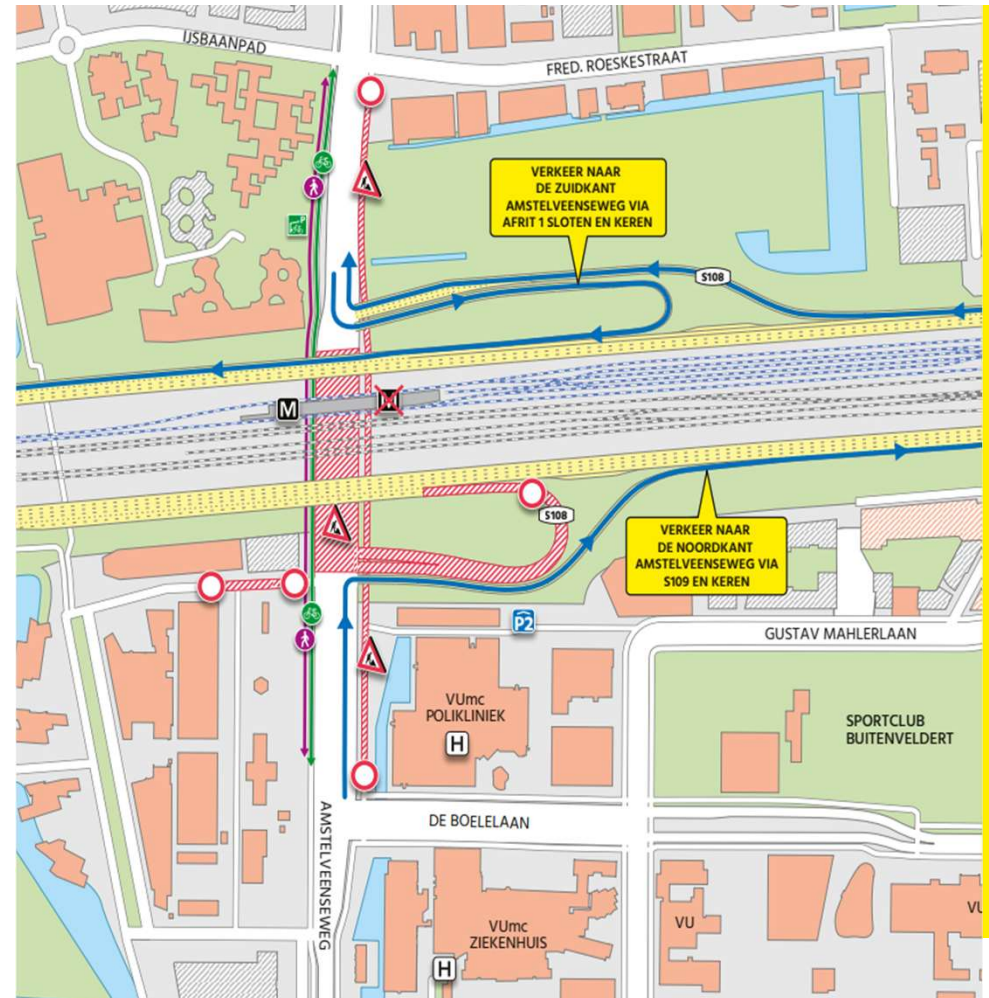 IJSBAANPAD
FRED. ROESKESTRAAT
P
VERKEER NAAR
DE ZUIDKANT
AMSTELVEENSEWEG VIA
AFRIT 1 SLOTEN EN KEREN
S108
M
S108
VERKEER NAAR
DE NOORDKANT
AMSTELVEENSEWEG VIA
S109 EN KEREN
P2
GUSTAV MAHLERLAAN
VUmc
POLIKLINIEK
H
SPORTCLUB
BUITENVELDERT
DE BOELELAAN
AMSTELVEENSEWEG
VU
VU
VUmc
ZIEKENHUIS
H